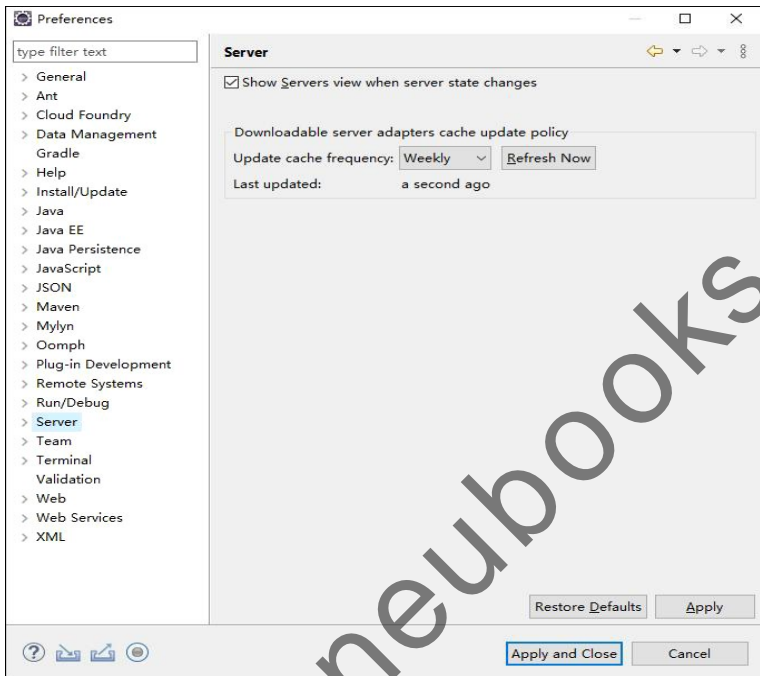 Preferences
type filter text
Server
General
Ant
Cloud Foundry
Data Management
Gradle
Help
Install/Update
Java
Java EE
Java Persistence
JavaScript
JSON
Maven
Mylyn
Oomph
Plug-in Development
Remote Systems
Run/Debug
Server
Team
Terminal
Validation
Web
Web Services
XML
Show Servers view when server state changes
Downloadable server adapters cache update policy
Update cache frequency: Weekly Refresh Now
Last updated: a second ago
Restore Defaults Apply
Apply and Close Cancel
neubooks